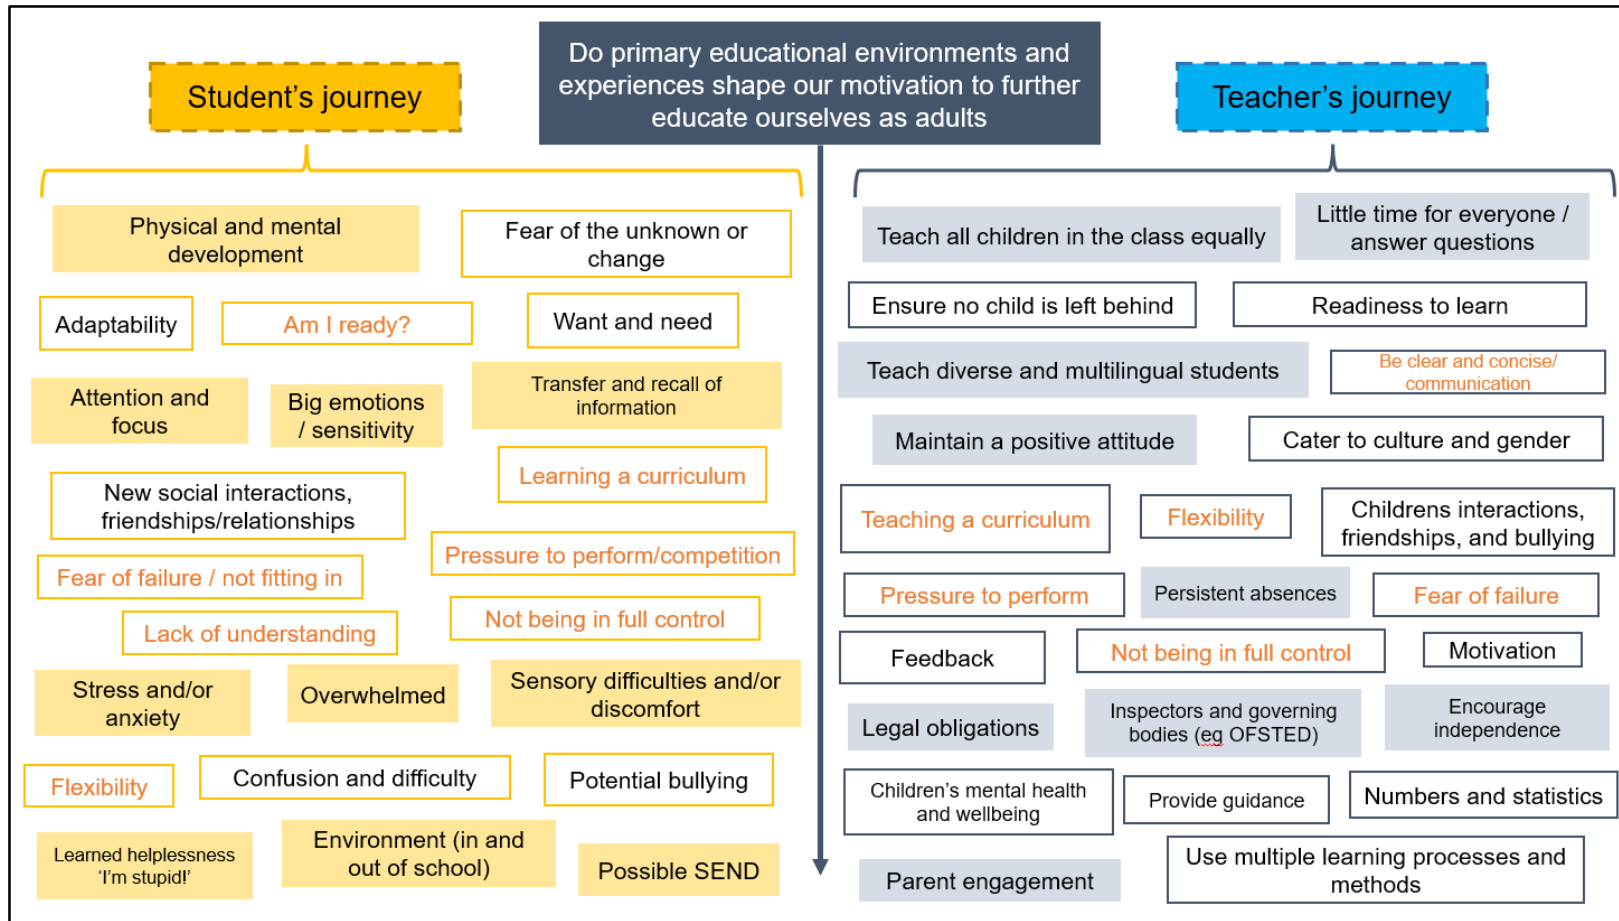 Do primary educational environments and
experiences shape our motivation to further
educate ourselves as adults
Student’s journey
Physical and mental
development
Fear of the unknown or
change
Adaptability
Am I ready?
Want and need
Attention and
focus
Big emotions
/ sensitivity
Transfer and recall of
information
Learning a curriculum
New social interactions,
friendships/relationships
Pressure to perform/competition
Fear of failure / not fitting in
Not being in full control
Lack of understanding
Stress and/or
anxiety
Overwhelmed
Sensory difficulties and/or
discomfort
Flexibility
Confusion and difficulty
Potential bullying
Learned helplessness
‘I’m stupid!’
Environment (in and
out of school)
Possible SEND
Teacher’s journey
Teach all children in the class equally
Little time for everyone /
answer questions
Ensure no child is left behind
Readiness to learn
Teach diverse and multilingual students
Be clear and concise/
communication
Maintain a positive attitude
Cater to culture and gender
Teaching a curriculum
Flexibility
Childrens interactions,
friendships, and bullying
Pressure to perform
Persistent absences
Fear of failure
Feedback
Not being in full control
Motivation
Legal obligations
Inspectors and governing
bodies (eg OFSTED)
Encourage
independence
Children’s mental health
and wellbeing
Provide guidance
Numbers and statistics
Parent engagement
Use multiple learning processes and
methods